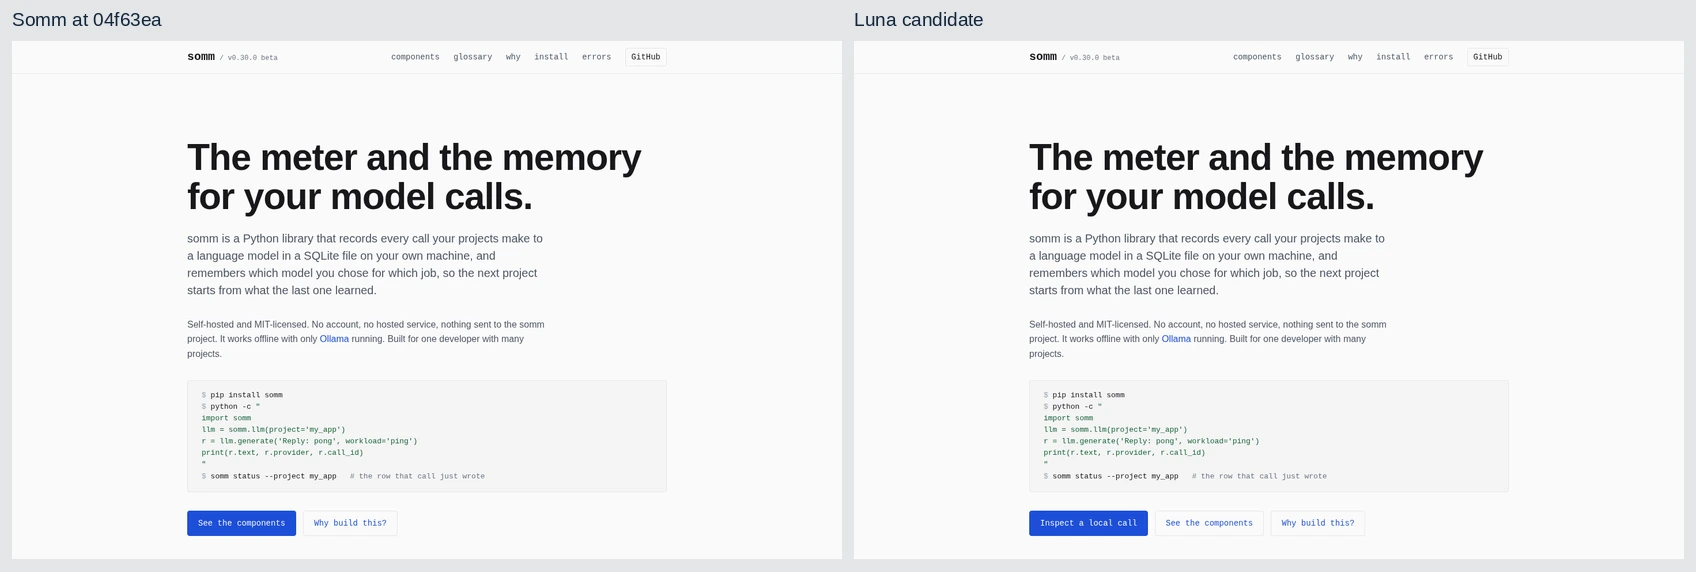 Somm at 04f63ea
somm / v0.30.0 beta
components glossary why install errors GitHub
The meter and the memory
for your model calls.
somm is a Python library that records every call your projects make to
a language model in a SQLite file on your own machine, and
remembers which model you chose for which job, so the next project
starts from what the last one learned.
Self-hosted and MIT-licensed. No account, no hosted service, nothing sent to the somm
project. It works offline with only Ollama running. Built for one developer with many
projects.
$ pip install somm
$ python -c "
import somm
llm = somm.llm(project='my_app')
r = llm.generate('Reply: pong', workload='ping')
print(r.text, r.provider, r.call_id)
"
$ somm status --project my_app # the row that call just wrote
See the components Why build this?
Luna candidate
somm / v0.30.0 beta
components glossary why install errors GitHub
The meter and the memory
for your model calls.
somm is a Python library that records every call your projects make to
a language model in a SQLite file on your own machine, and
remembers which model you chose for which job, so the next project
starts from what the last one learned.
Self-hosted and MIT-licensed. No account, no hosted service, nothing sent to the somm
project. It works offline with only Ollama running. Built for one developer with many
projects.
$ pip install somm
$ python -c "
import somm
llm = somm.llm(project='my_app')
r = llm.generate('Reply: pong', workload='ping')
print(r.text, r.provider, r.call_id)
"
$ somm status --project my_app # the row that call just wrote
Inspect a local call See the components Why build this?